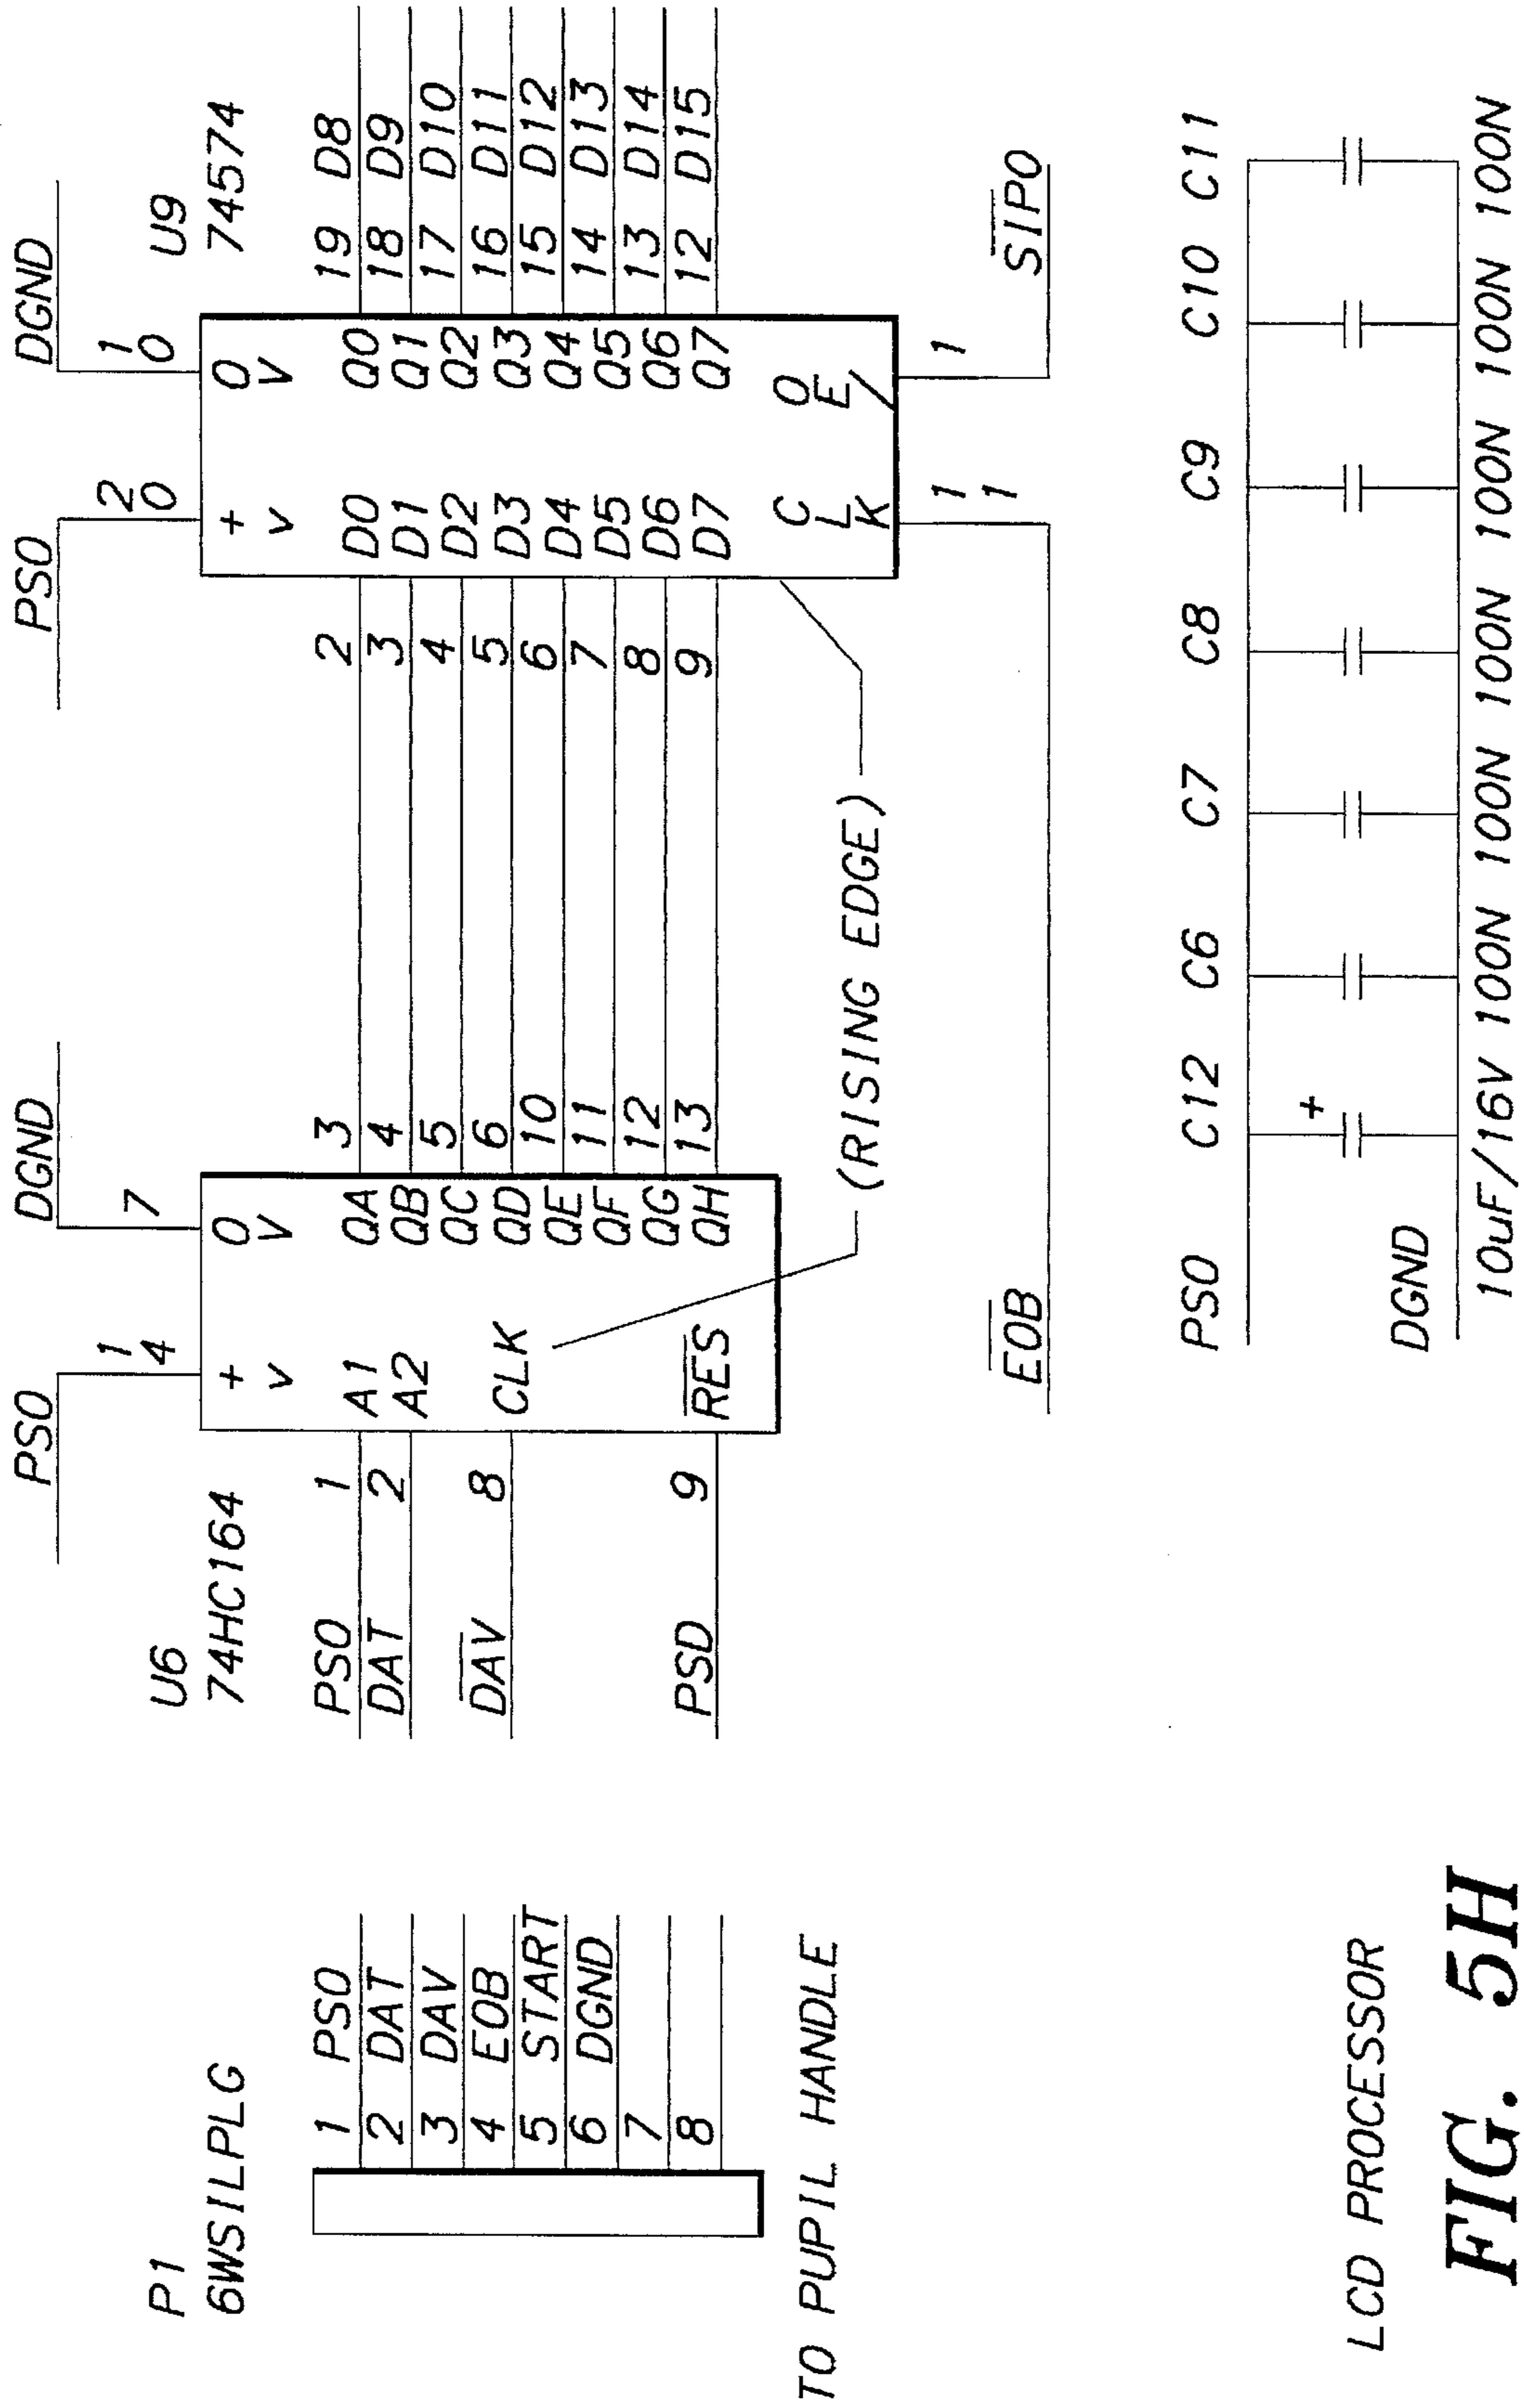 P1
6WSILPLG
1 PSO
2 DAT
3 DAV
4 EOB
5 START
6 DGND
7
8
TO PUPIL HANDLE
U6
74HC164
PSO
14
DGND
7
+V
0V
PSO 1 A1
DAT 2 A2
DAV 8 CLK
PSD 9 RES
QA 3
QB 4
QC 5
QD 6
QE 10
QF 11
QG 12
QH 13
(RISING EDGE)
U9
74574
PSO
20
DGND
10
+V
0V
2 D0
3 D1
4 D2
5 D3
6 D4
7 D5
8 D6
9 D7
CLK
OE/
Q0 19 D8
Q1 18 D9
Q2 17 D10
Q3 16 D11
Q4 15 D12
Q5 14 D13
Q6 13 D14
Q7 12 D15
11
1
EOB
SIPO
PSO C12 C6 C7 C8 C9 C10 C11
+
DGND
10uF/16V 100N 100N 100N 100N 100N 100N
LCD PROCESSOR
FIG. 5H